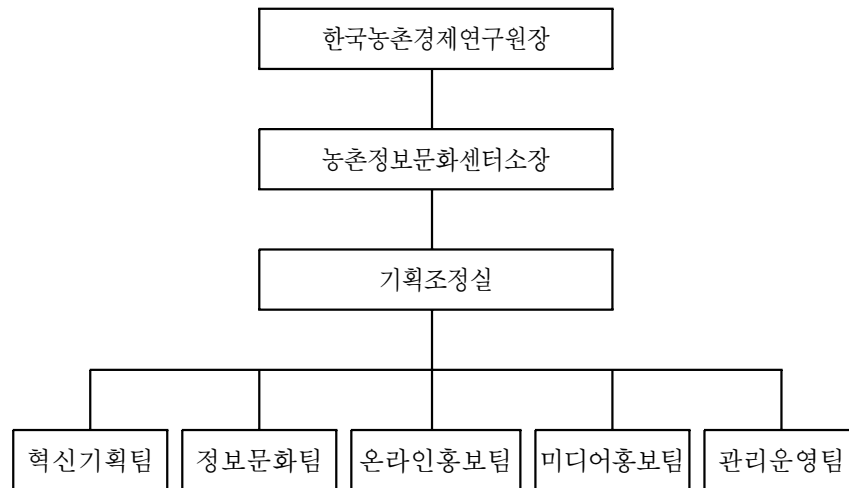 한국농촌경제연구원장
농촌정보문화센터소장
기획조정실
혁신기획팀 정보문화팀 온라인홍보팀 미디어홍보팀 관리운영팀